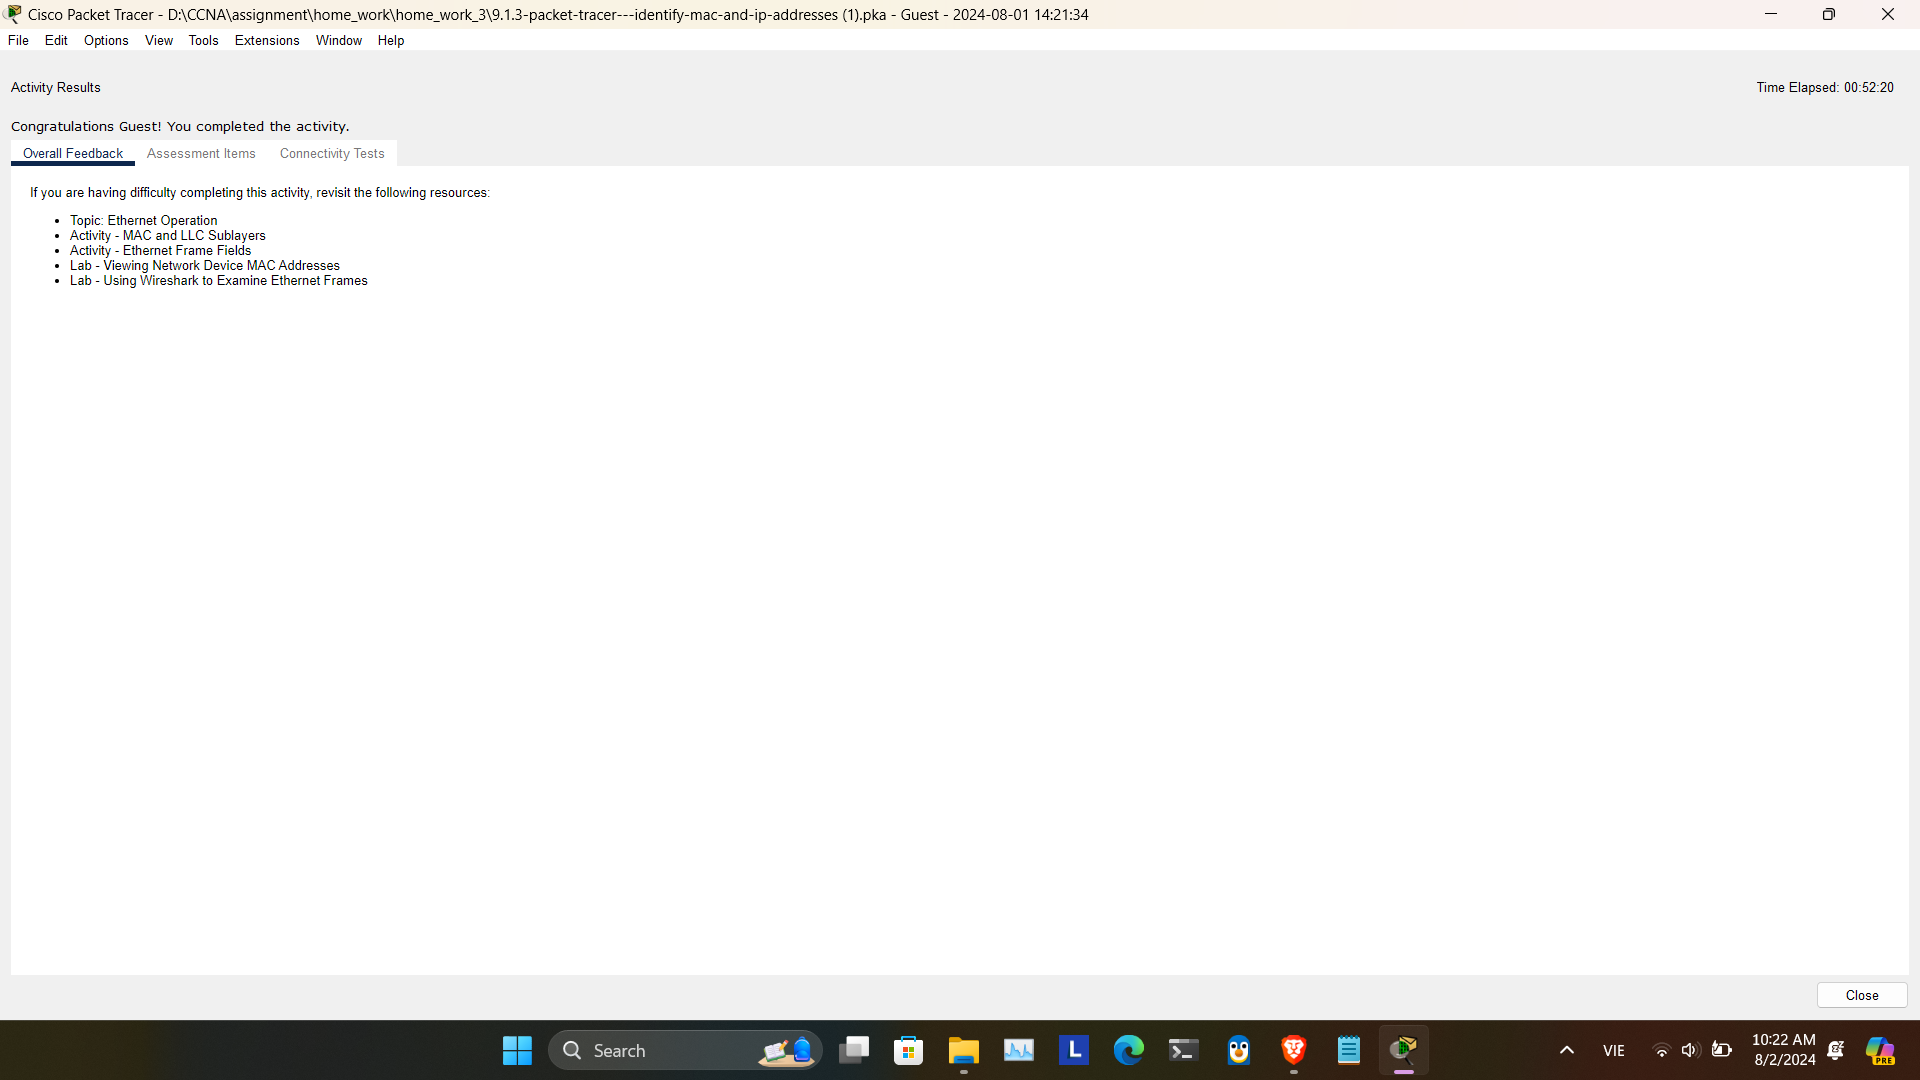 Cisco Packet Tracer - D:\CCNA\assignment\home_work\home_work_3\9.1.3-packet-tracer---identify-mac-and-ip-addresses (1).pka - Guest - 2024-08-01 14:21:34
File Edit Options View Tools Extensions Window Help
Activity Results
Time Elapsed: 00:52:20
Congratulations Guest! You completed the activity.
Overall Feedback Assessment Items Connectivity Tests
If you are having difficulty completing this activity, revisit the following resources:
• Topic: Ethernet Operation
• Activity - MAC and LLC Sublayers
• Activity - Ethernet Frame Fields
• Lab - Viewing Network Device MAC Addresses
• Lab - Using Wireshark to Examine Ethernet Frames
Close
Search
L
VIE
10:22 AM
8/2/2024
PRE